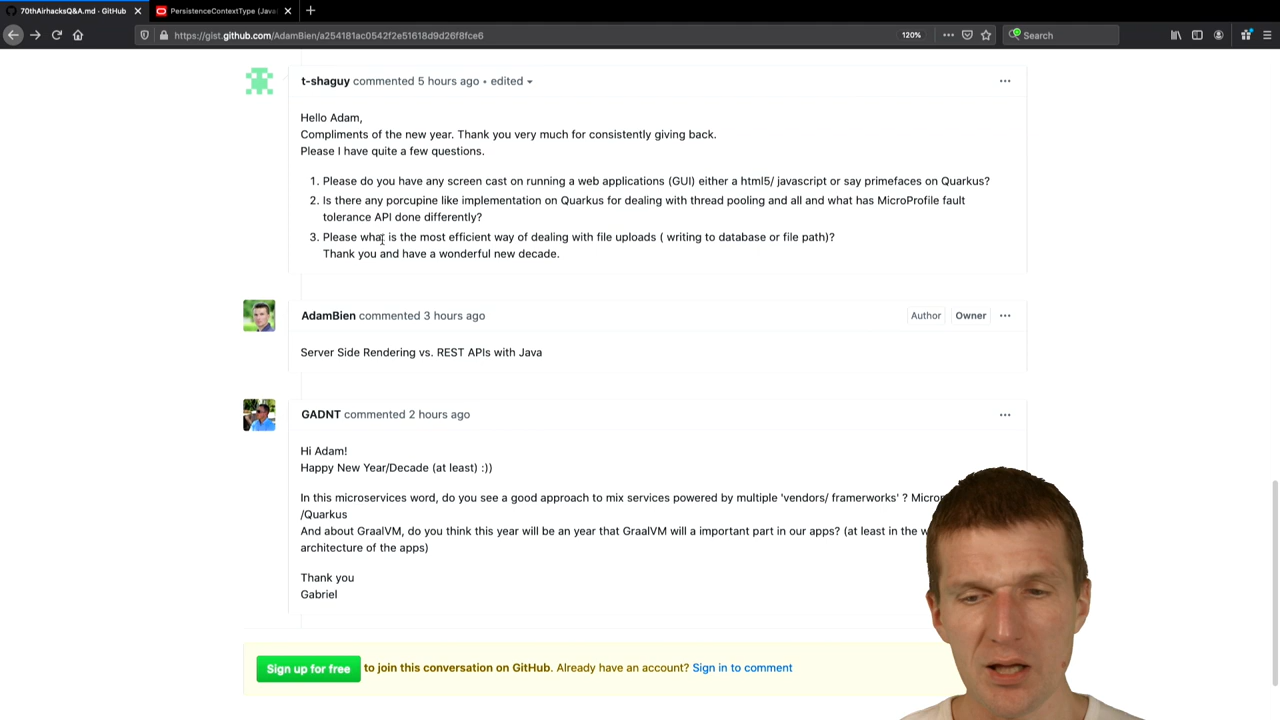 70thAirhacksQ&A.md · GitHub
PersistenceContextType (Java
https://gist.github.com/AdamBien/a254181ac0542f2e51618d9d26f8fce6
120%
Search
t-shaguy commented 5 hours ago • edited
Hello Adam,
Compliments of the new year. Thank you very much for consistently giving back.
Please I have quite a few questions.
1. Please do you have any screen cast on running a web applications (GUI) either a html5/ javascript or say primefaces on Quarkus?
2. Is there any porcupine like implementation on Quarkus for dealing with thread pooling and all and what has MicroProfile fault
tolerance API done differently?
3. Please what is the most efficient way of dealing with file uploads ( writing to database or file path)?
Thank you and have a wonderful new decade.
AdamBien commented 3 hours ago
Author
Owner
Server Side Rendering vs. REST APIs with Java
GADNT commented 2 hours ago
Hi Adam!
Happy New Year/Decade (at least) :))
In this microservices word, do you see a good approach to mix services powered by multiple 'vendors/ framerworks' ?
/Quarkus
And about GraalVM, do you think this year will be an year that GraalVM will a important part in our apps? (at least in the
architecture of the apps)
Thank you
Gabriel
Sign up for free to join this conversation on GitHub. Already have an account? Sign in to comment